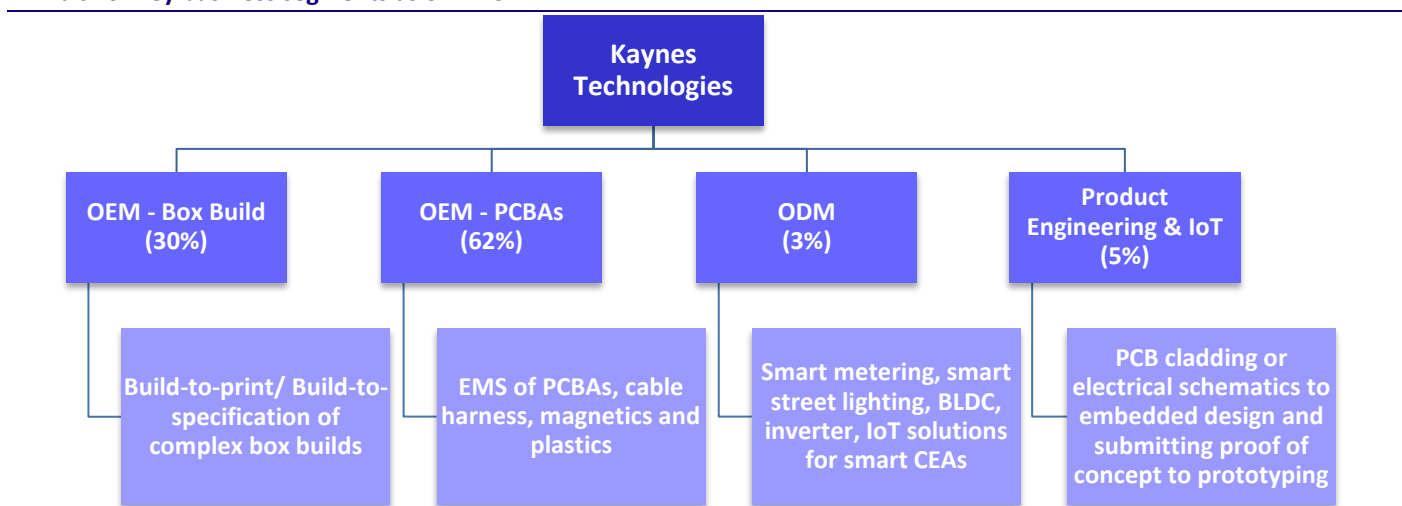 Kaynes
Technologies
OEM - Box Build
(30%)
OEM - PCBAs
(62%)
ODM
(3%)
Product
Engineering & IoT
(5%)
Build-to-print/ Build-to-
specification of
complex box builds
EMS of PCBAs, cable
harness, magnetics and
plastics
Smart metering, smart
street lighting, BLDC,
inverter, IoT solutions
for smart CEAs
PCB cladding or
electrical schematics to
embedded design and
submitting proof of
concept to prototyping